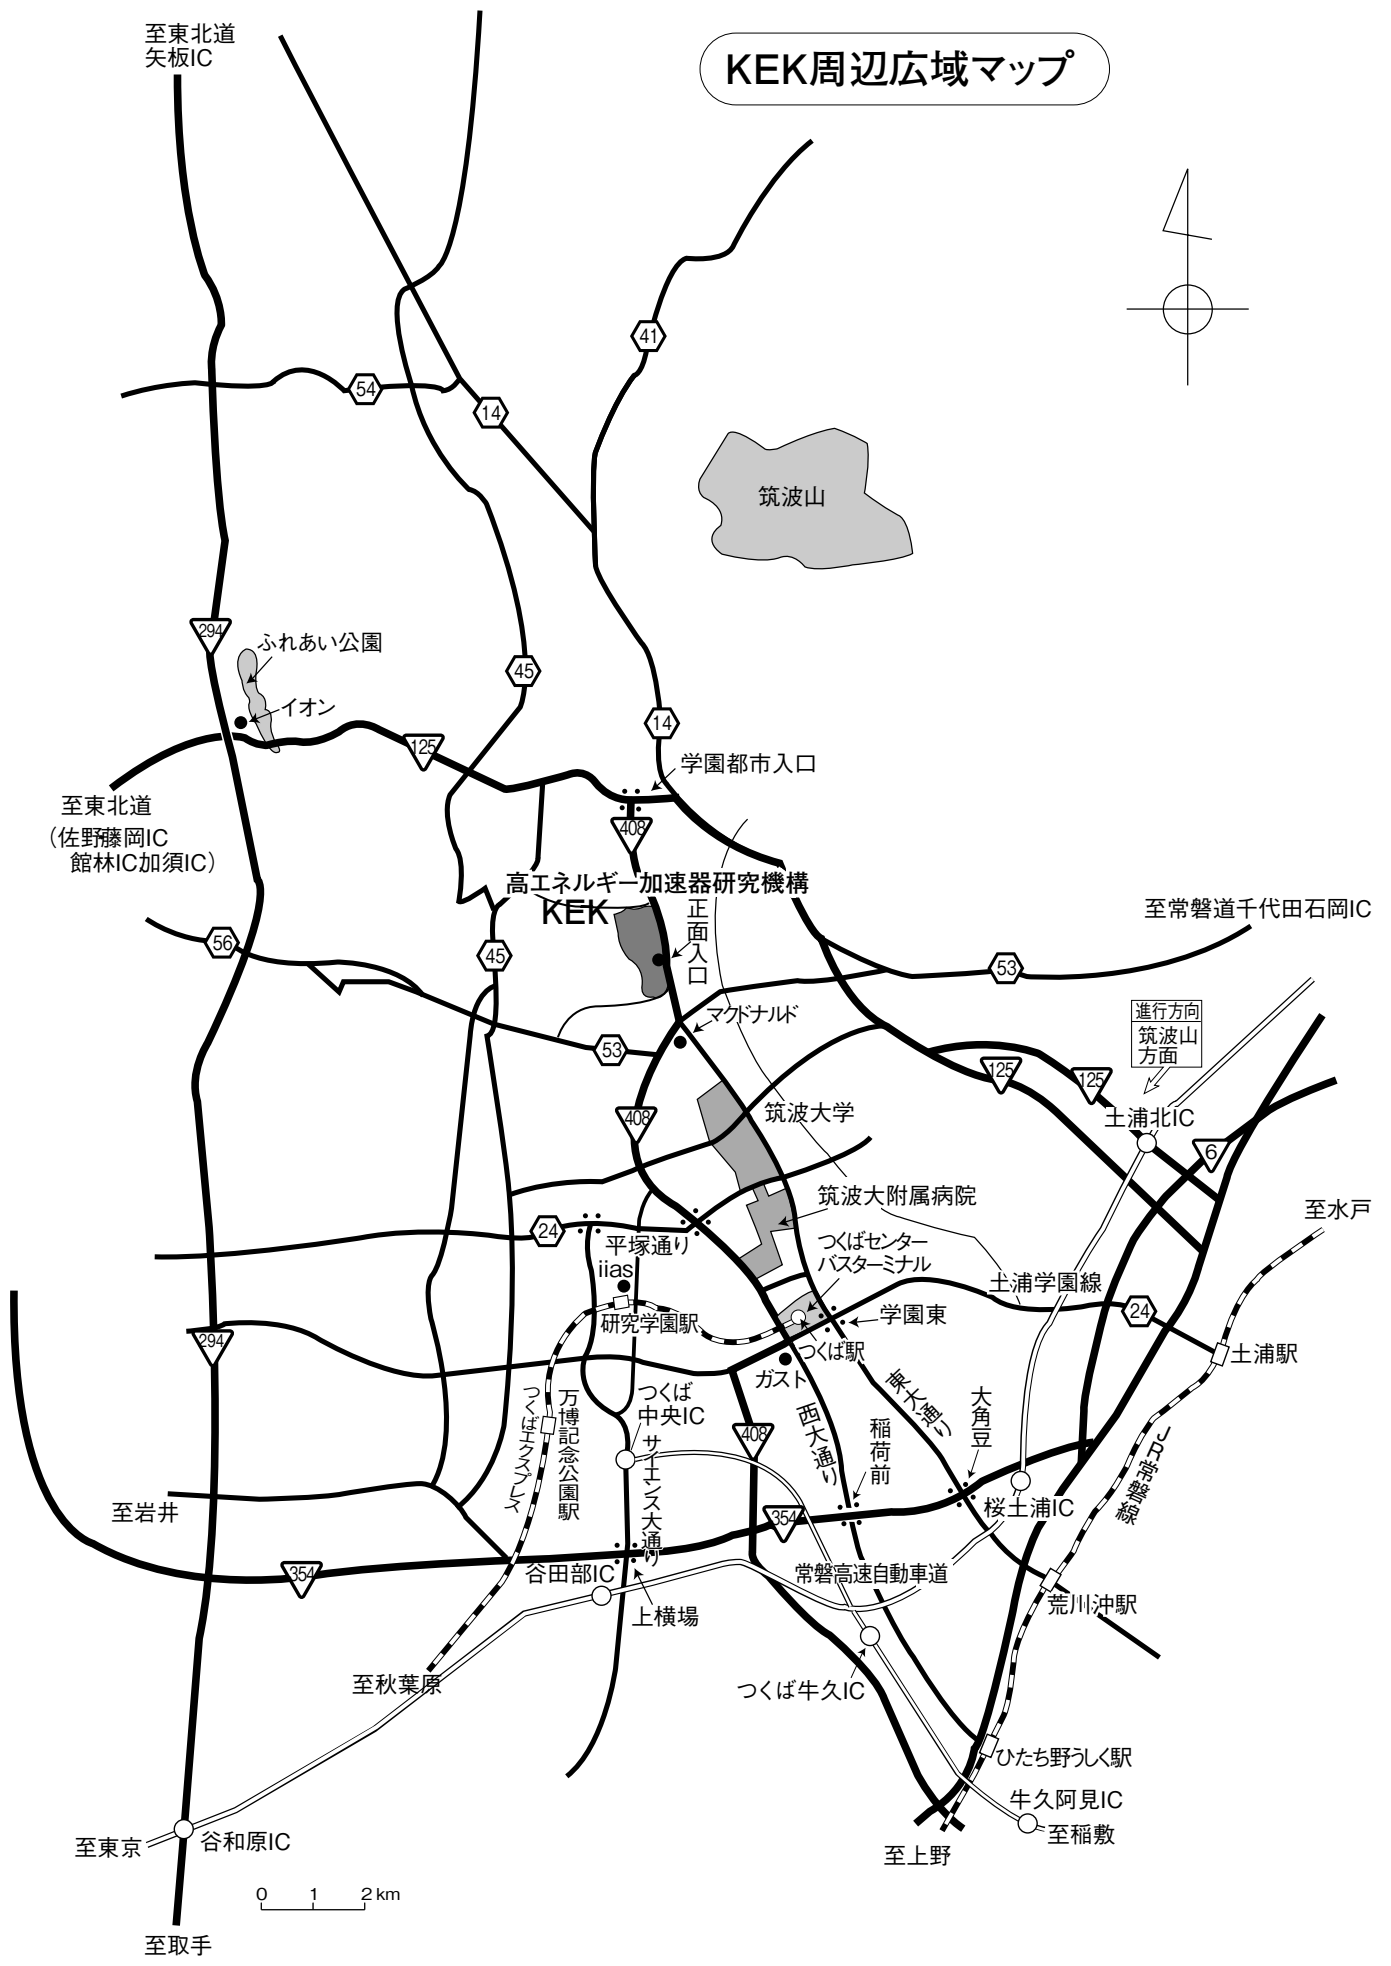 至東北道
矢板IC
KEK周辺広域マップ
41
54
14
筑波山
294
ふれあい公園
45
イオン
14
125
学園都市入口
至東北道
（佐野藤岡IC
館林IC加須IC）
408
高エネルギー加速器研究機構
KEK
正面入口
至常磐道千代田石岡IC
56
45
53
マクドナルド
進行方向
筑波山
方面
53
125
125
408
筑波大学
土浦北IC
6
筑波大附属病院
至水戸
24
平塚通り
つくばセンター
バスターミナル
iias
土浦学園線
研究学園駅
学園東
24
294
つくば駅
土浦駅
ガスト
つくばエクスプレス
万博記念公園駅
つくば
中央IC
サイエンス大通り
408
西大通り
東大通り
稲荷前
大角豆
JR常磐線
至岩井
354
桜土浦IC
354
谷田部IC
常磐高速自動車道
上横場
荒川沖駅
至秋葉原
つくば牛久IC
ひたち野うしく駅
牛久阿見IC
至稲敷
至東京
谷和原IC
至上野
0 1 2 km
至取手